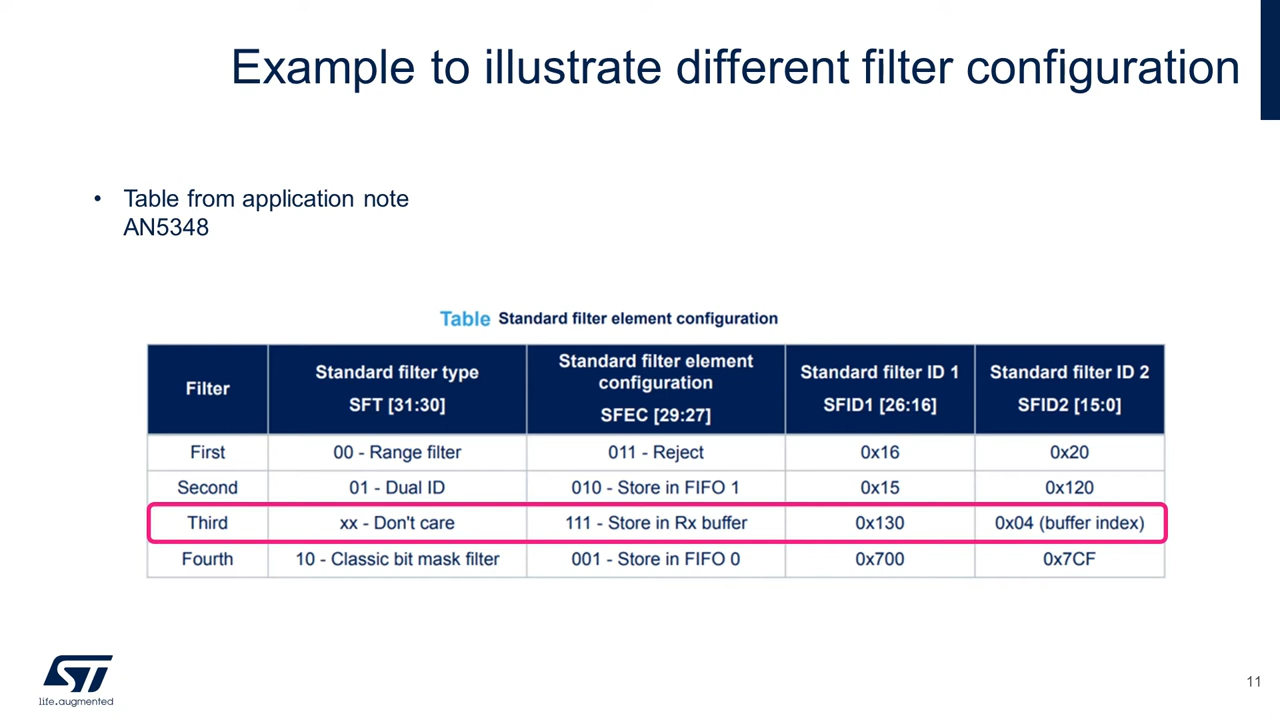 Example to illustrate different filter configuration
• Table from application note
AN5348
Table Standard filter element configuration
Filter
Standard filter type
SFT [31:30]
Standard filter element
configuration
SFEC [29:27]
Standard filter ID 1
SFID1 [26:16]
Standard filter ID 2
SFID2 [15:0]
First 00 - Range filter 011 - Reject 0x16 0x20
Second 01 - Dual ID 010 - Store in FIFO 1 0x15 0x120
Third xx - Don't care 111 - Store in Rx buffer 0x130 0x04 (buffer index)
Fourth 10 - Classic bit mask filter 001 - Store in FIFO 0 0x700 0x7CF
ST
life.augmented
11